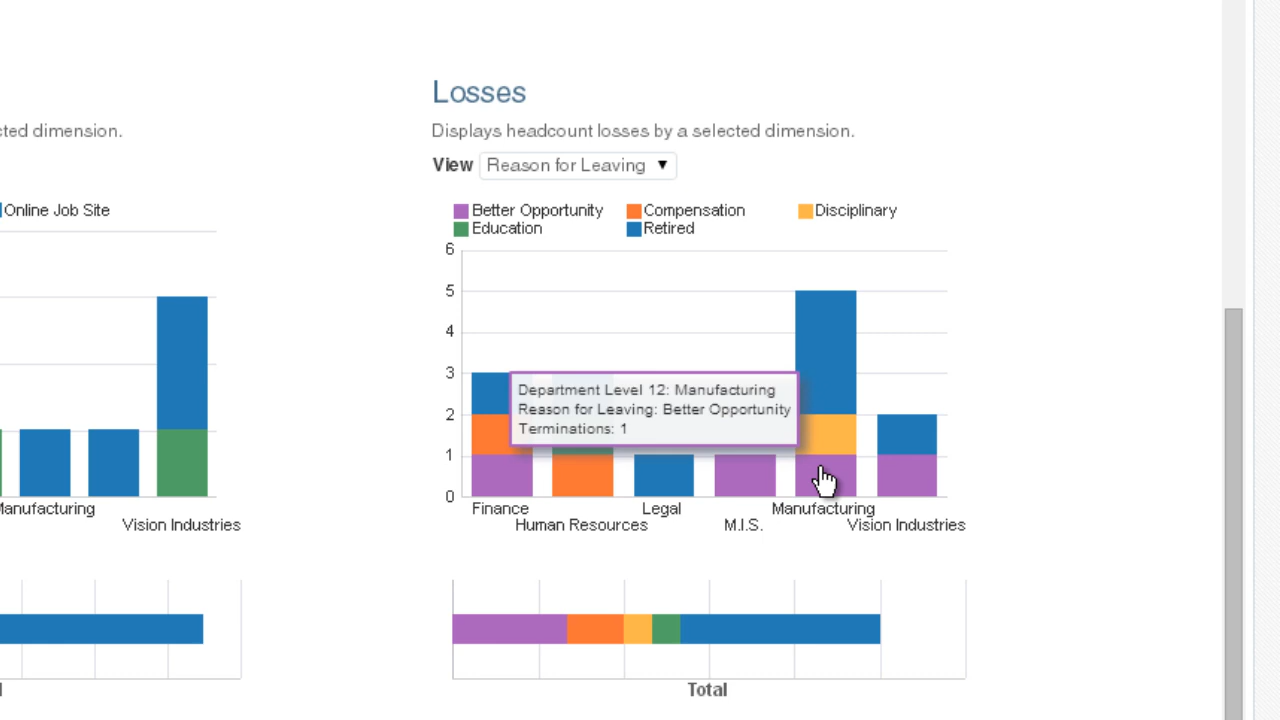 Losses
cted dimension.
Displays headcount losses by a selected dimension.
View Reason for Leaving ▼
Online Job Site
Better Opportunity Compensation Disciplinary
Education Retired
6
5
4
3
2
1
0
Department Level 12: Manufacturing
Reason for Leaving: Better Opportunity
Terminations: 1
Manufacturing
Vision Industries
Finance Legal Manufacturing
Human Resources M.I.S. Vision Industries
Total